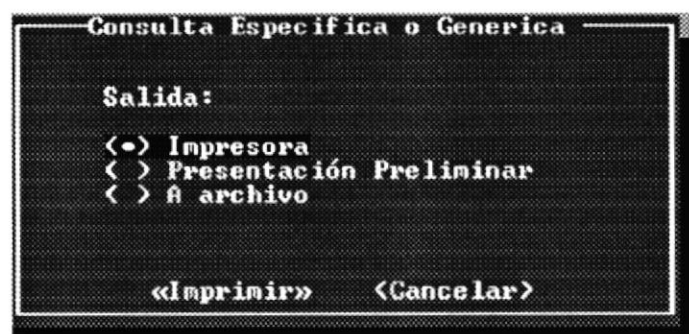 Consulta Especifica o Generica
Salida:
(•) Impresora
( ) Presentación Preliminar
( ) A archivo
«Imprimir» <Cancelar>